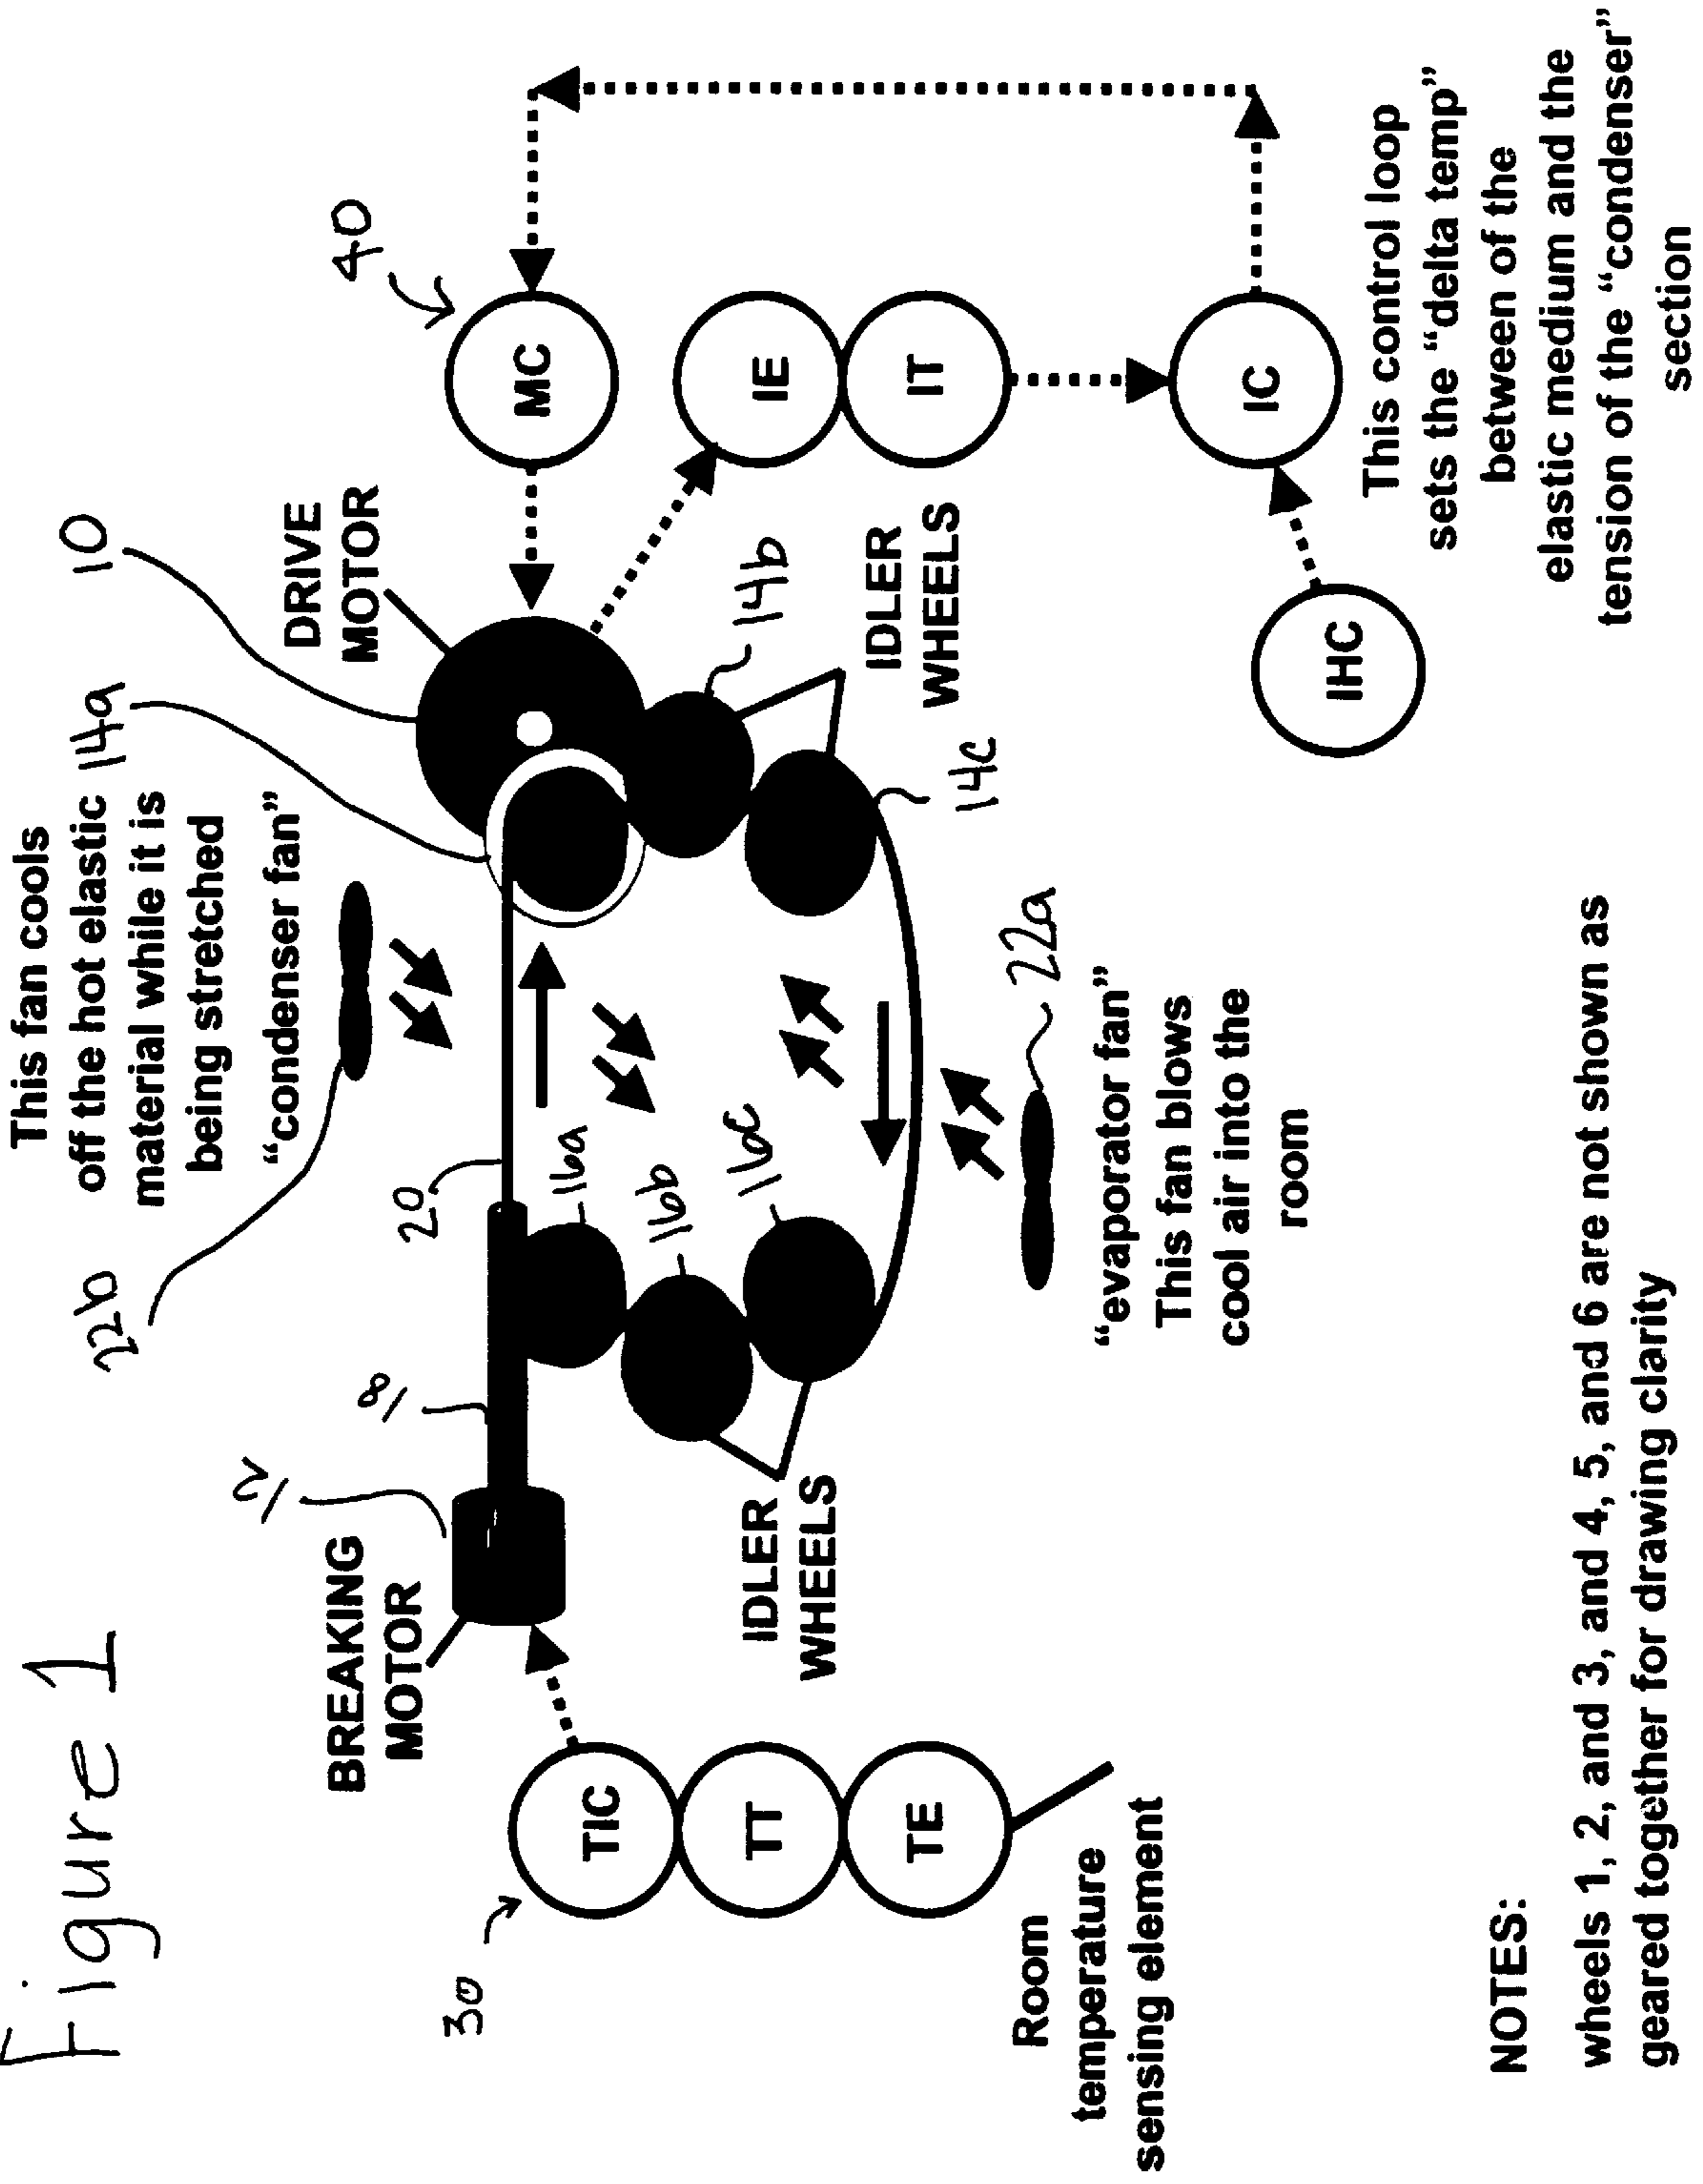 Figure 1
This fan cools
off the hot elastic
material while it is
being stretched
"condenser fan"
22b
14a
10
40
BREAKING
MOTOR
12
18
20
DRIVE
MOTOR
MC
30
TIC
TT
TE
16a
16b
16c
14b
14c
IE
IT
IDLER
WHEELS
IDLER
WHEELS
22a
Room
temperature
sensing element
"evaporator fan"
This fan blows
cool air into the
room
IHC
IC
This control loop
sets the "delta temp"
between of the
elastic medium and the
tension of the "condenser"
section
NOTES:
wheels 1, 2, and 3, and 4, 5, and 6 are not shown as
geared together for drawing clarity